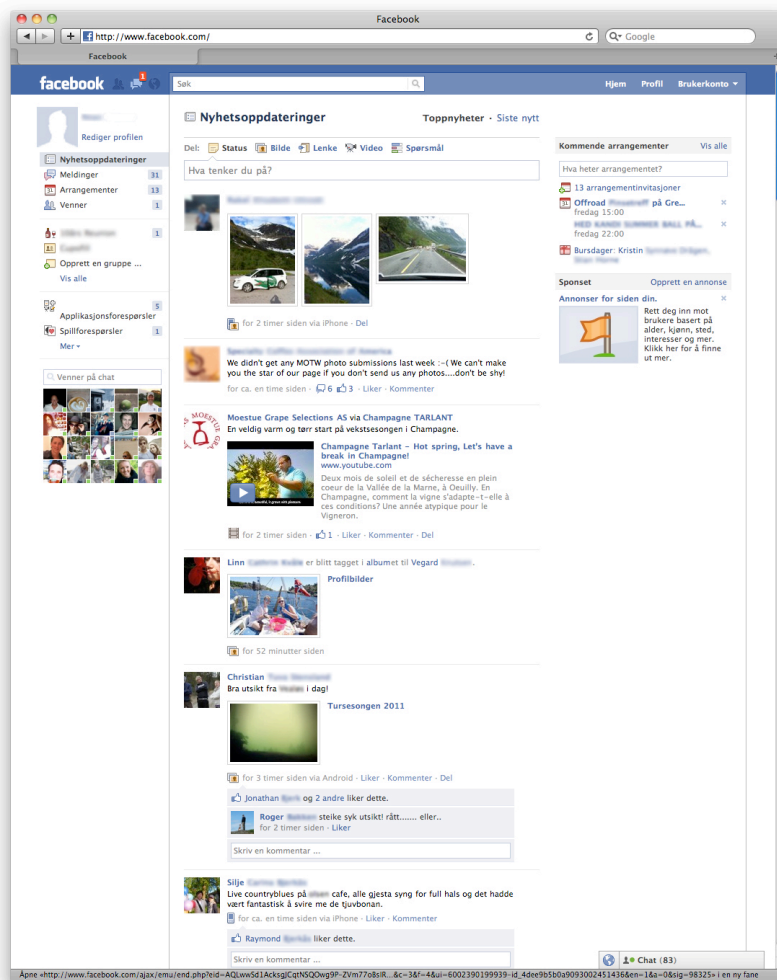 Facebook
http://www.facebook.com/
Google
Facebook
facebook
1
Søk
Hjem Profil Brukerkonto
Rediger profilen
Nyhetsoppdateringer
Meldinger 31
Arrangementer 13
Venner 1
1
Opprett en gruppe ...
Vis alle
5
Applikasjonsforespørsler
Spillforespørsler 1
Mer
Venner på chat
Nyhetsoppdateringer
Toppnyheter · Siste nytt
Del: Status Bilde Lenke Video Spørsmål
Hva tenker du på?
for 2 timer siden via iPhone · Del
Specialty Coffee Association of America
We didn't get any MOTW photo submissions last week :-( We can't make
you the star of our page if you don't send us any photos....don't be shy!
for ca. en time siden · 6 3 · Liker · Kommenter
MOESTUE GRA
Moestue Grape Selections AS via Champagne TARLANT
En veldig varm og tørr start på vekstsesongen i Champagne.
Champagne Tarlant - Hot spring, Let's have a
break in Champagne!
www.youtube.com
Deux mois de soleil et de sécheresse en plein
coeur de la Vallée de la Marne, à Oeuilly. En
Champagne, comment la vigne s'adapte-t-elle à
ces conditions? Une année atypique pour le
Vigneron.
for 2 timer siden · 1 · Liker · Kommenter · Del
Linn er blitt tagget i albumet til Vegard .
Profilbilder
for 52 minutter siden
Christian
Bra utsikt fra i dag!
Tursesongen 2011
for 3 timer siden via Android · Liker · Kommenter · Del
Jonathan og 2 andre liker dette.
Roger steike syk utsikt! rått....... eller..
for 2 timer siden · Liker
Skriv en kommentar ...
Silje
Live countryblues på cafe, alle gjesta syng for full hals og det hadde
vært fantastisk å svire me de tjuvbonan.
for ca. en time siden via iPhone · Liker · Kommenter
Raymond liker dette.
Skriv en kommentar ...
Kommende arrangementer Vis alle
Hva heter arrangementet?
13 arrangementinvitasjoner
Offroad på Gre...
fredag 15:00
HED KANDI SUMMER BALL PÅ...
fredag 22:00
Bursdager: Kristin
Sponset Opprett en annonse
Annonser for siden din.
Rett deg inn mot
brukere basert på
alder, kjønn, sted,
interesser og mer.
Klikk her for å finne
ut mer.
Chat (83)